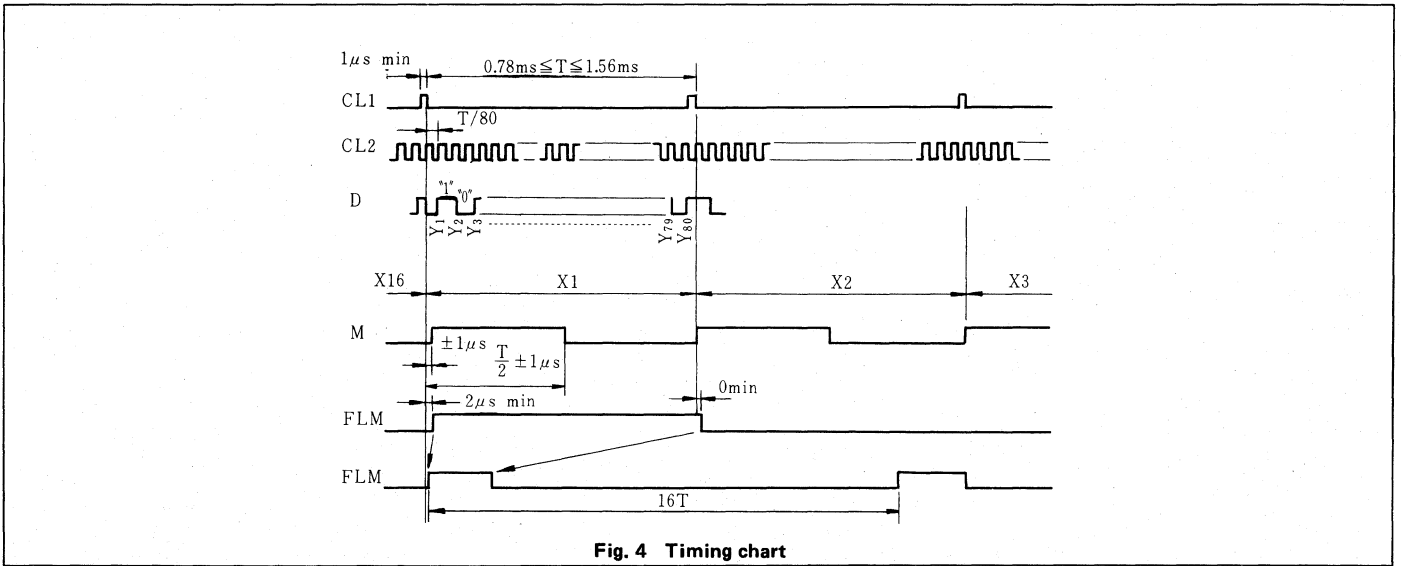 1μs min
0.78ms≦T≦1.56ms
CL1
T/80
CL2
D
"1"
"0"
Y1 Y2 Y3 Y79 Y80
X16 X1 X2 X3
M
±1μs
T/2 ±1μs
0min
2μs min
FLM
FLM
16T
Fig. 4 Timing chart